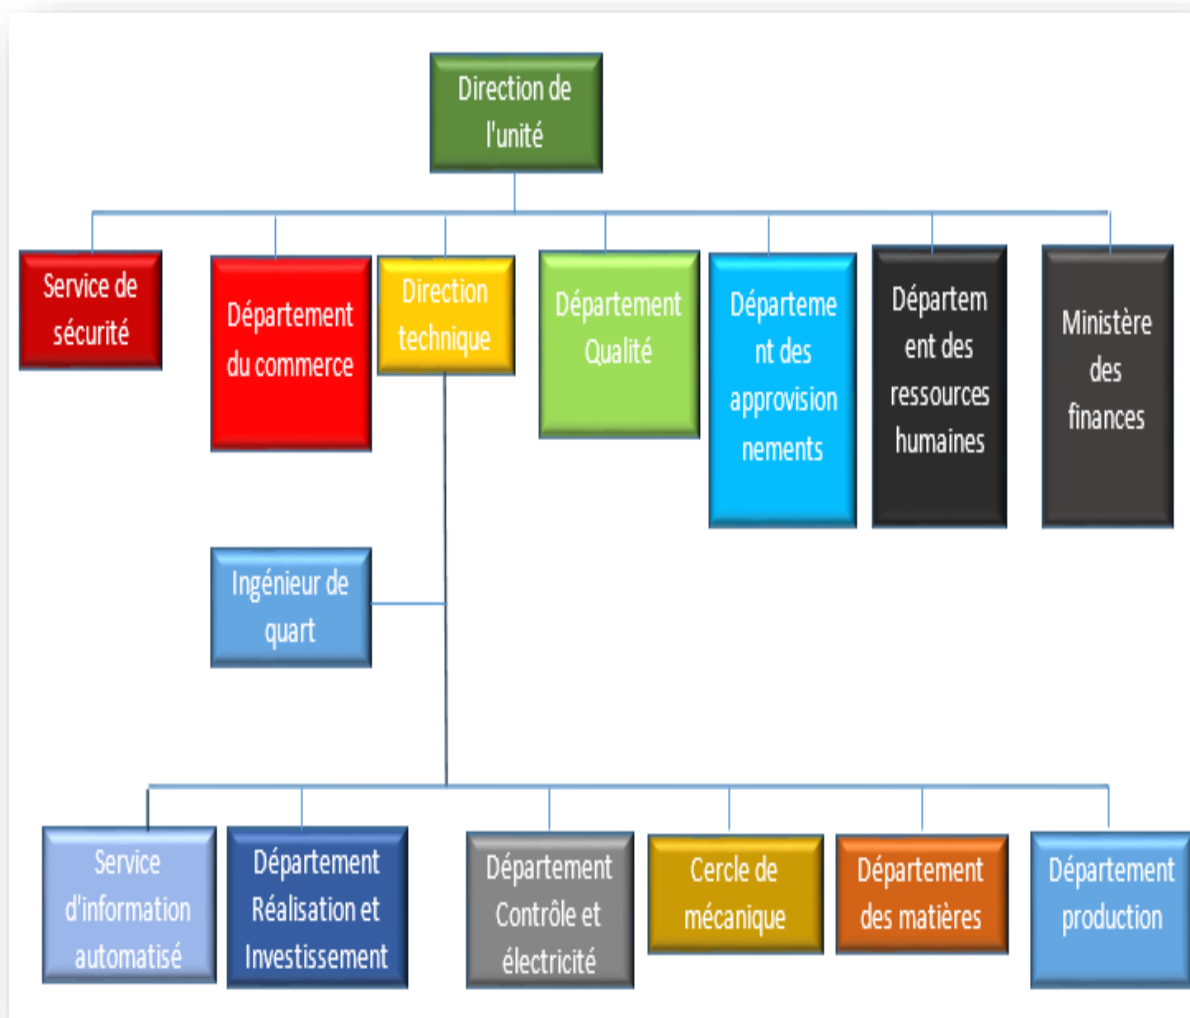 Direction de
l'unité
Service de
sécurité
Département
du commerce
Direction
technique
Département
Qualité
Départeme
nt des
approvision
nements
Départem
ent des
ressources
humaines
Ministère
des
finances
Ingénieur de
quart
Service
d'information
automatisé
Département
Réalisation et
Investissement
Département
Contrôle et
électricité
Cercle de
mécanique
Département
des matières
Département
production